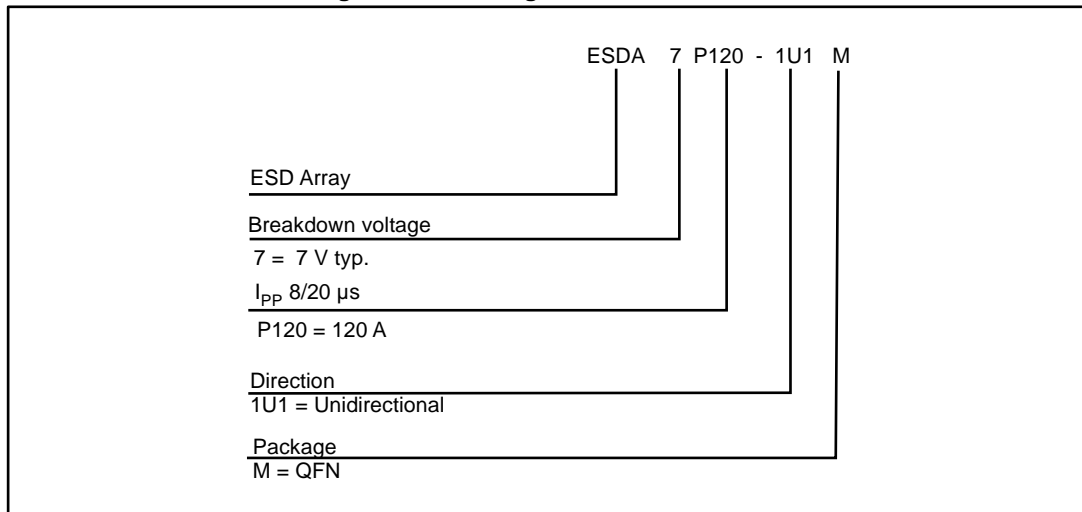 ESDA 7 P120 - 1U1 M
ESD Array
Breakdown voltage
7 = 7 V typ.
IPP 8/20 µs
P120 = 120 A
Direction
1U1 = Unidirectional
Package
M = QFN